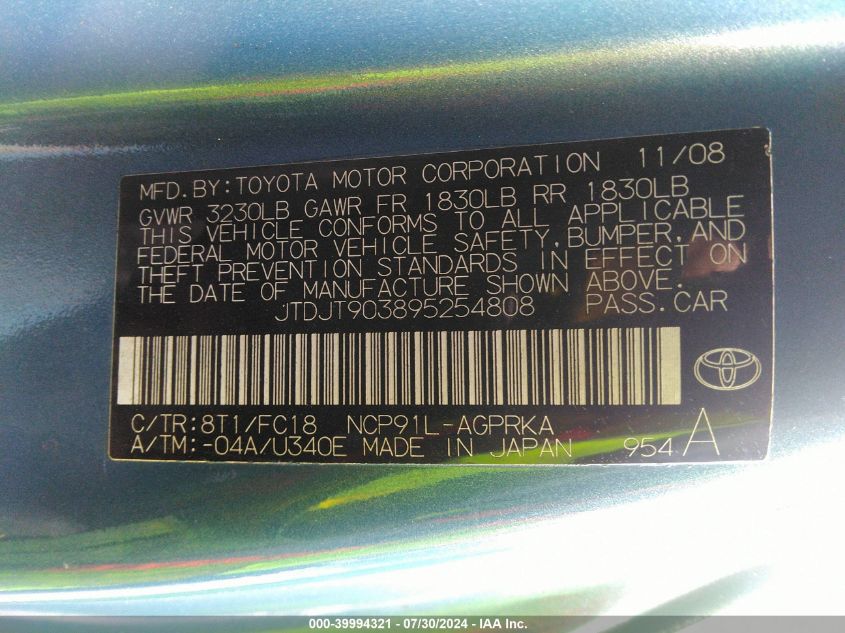 MFD.BY:TOYOTA MOTOR CORPORATION 11/08
GVWR 3230LB GAWR FR 1830LB RR 1830LB
THIS VEHICLE CONFORMS TO ALL APPLICABLE
FEDERAL MOTOR VEHICLE SAFETY,BUMPER,AND
THEFT PREVENTION STANDARDS IN EFFECT ON
THE DATE OF MANUFACTURE SHOWN ABOVE.
JTDJT903895254808 PASS.CAR
C/TR:8T1/FC18 NCP91L-AGPRKA
A/TM:-04A/U340E MADE IN JAPAN 954 A
000-39994321 - 07/30/2024 - IAA Inc.